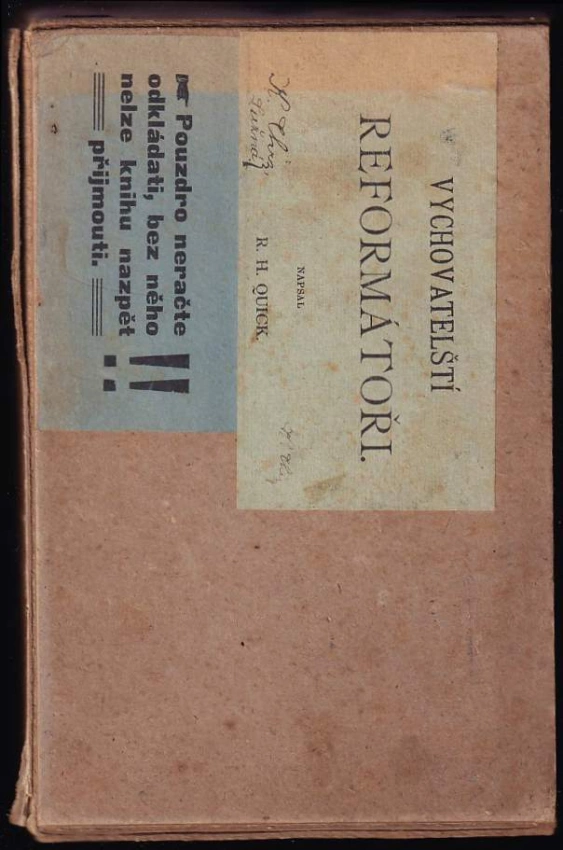 VYCHOVATELŠTÍ
REFORMÁTOŘI.
NAPSAL
R. H. QUICK.
☛ Pouzdro neračte
odkládati, bez něho
nelze knihu nazpět
přijmouti.
!!